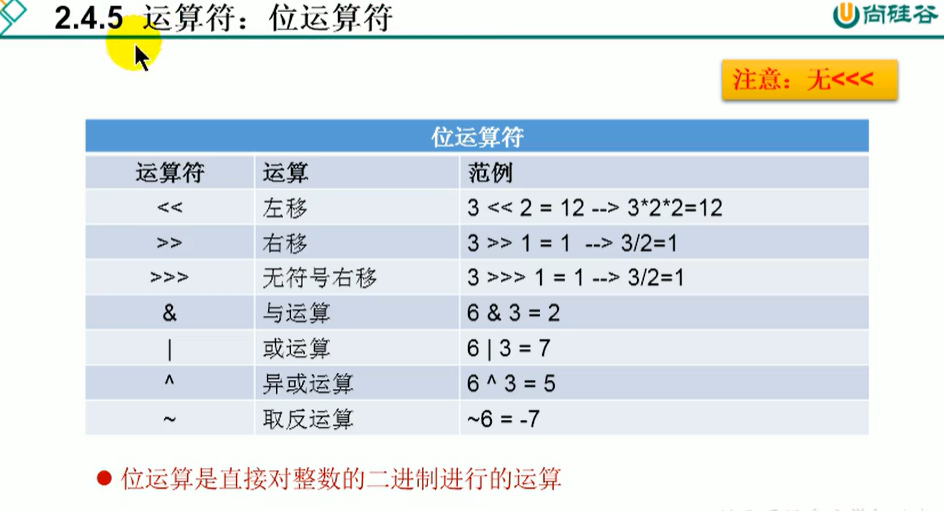 2.4.5 运算符：位运算符
尚硅谷
注意：无<<<
位运算符
运算符 运算 范例
<< 左移 3 << 2 = 12 --> 3*2*2=12
>> 右移 3 >> 1 = 1 --> 3/2=1
>>> 无符号右移 3 >>> 1 = 1 --> 3/2=1
& 与运算 6 & 3 = 2
| 或运算 6 | 3 = 7
^ 异或运算 6 ^ 3 = 5
~ 取反运算 ~6 = -7
● 位运算是直接对整数的二进制进行的运算